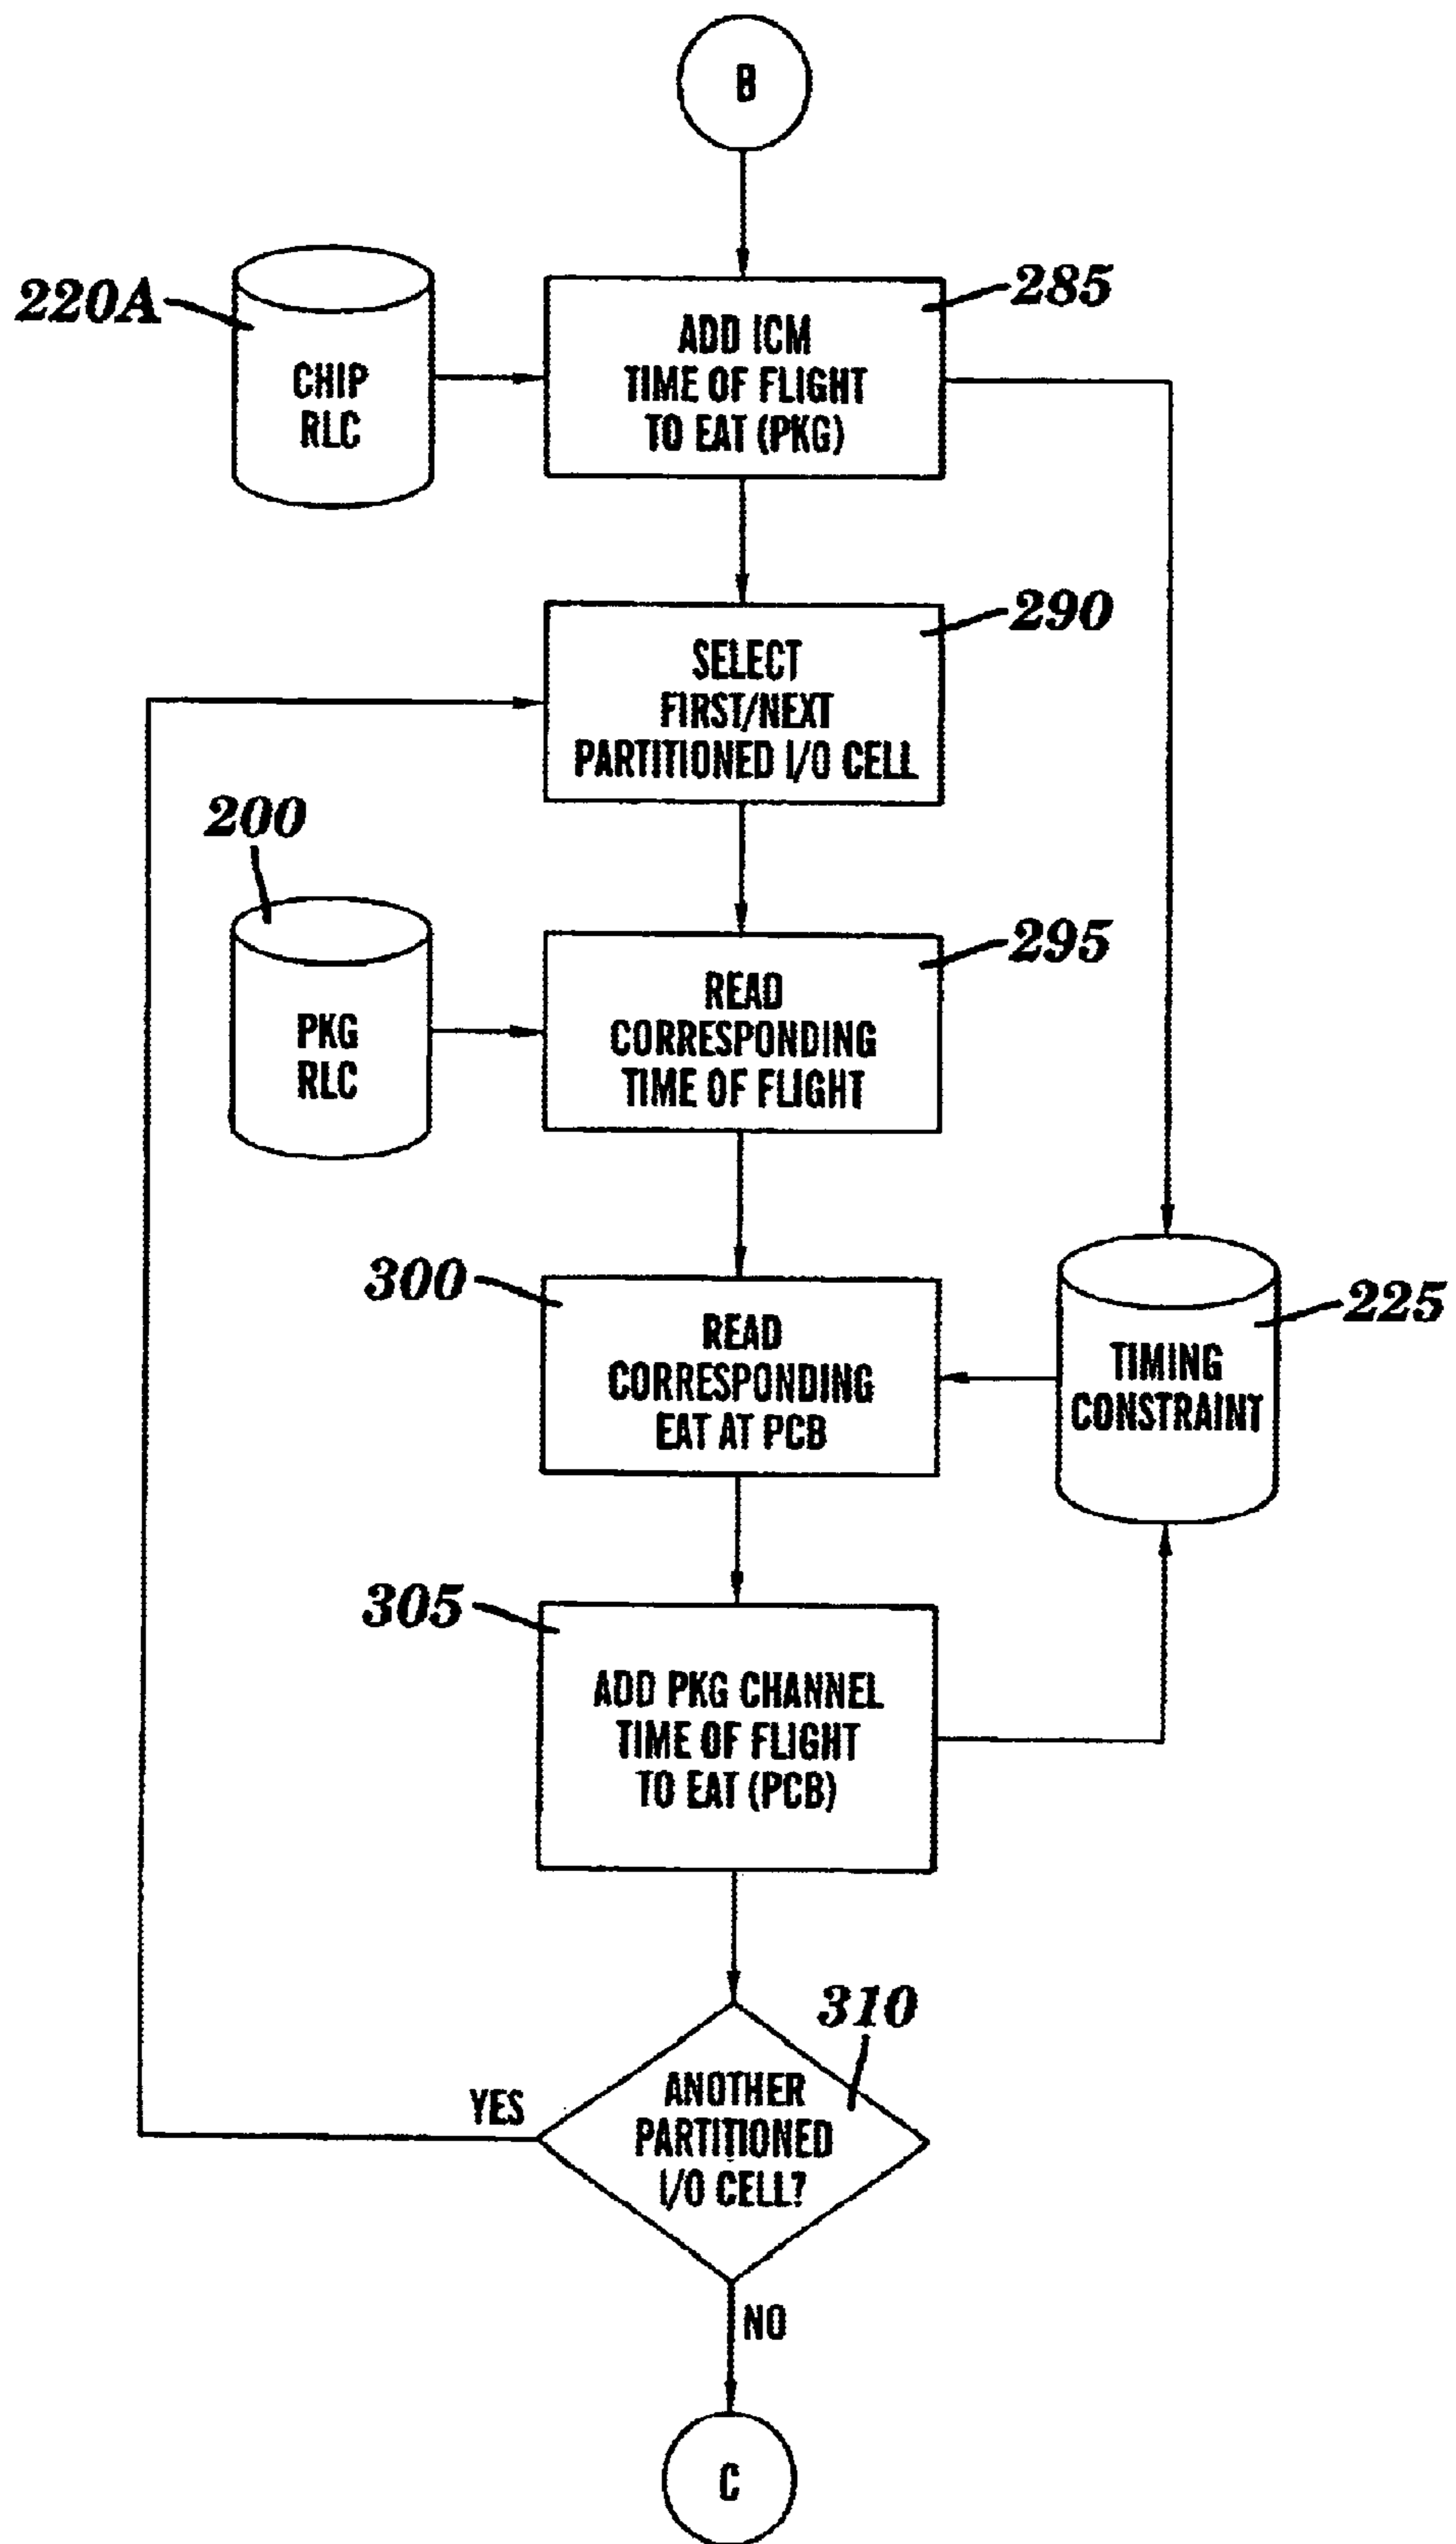 B
220A
CHIP
RLC
285
ADD ICM
TIME OF FLIGHT
TO EAT (PKG)
290
SELECT
FIRST/NEXT
PARTITIONED I/O CELL
200
PKG
RLC
295
READ
CORRESPONDING
TIME OF FLIGHT
300
READ
CORRESPONDING
EAT AT PCB
225
TIMING
CONSTRAINT
305
ADD PKG CHANNEL
TIME OF FLIGHT
TO EAT (PCB)
310
ANOTHER
PARTITIONED
I/O CELL?
YES
NO
C